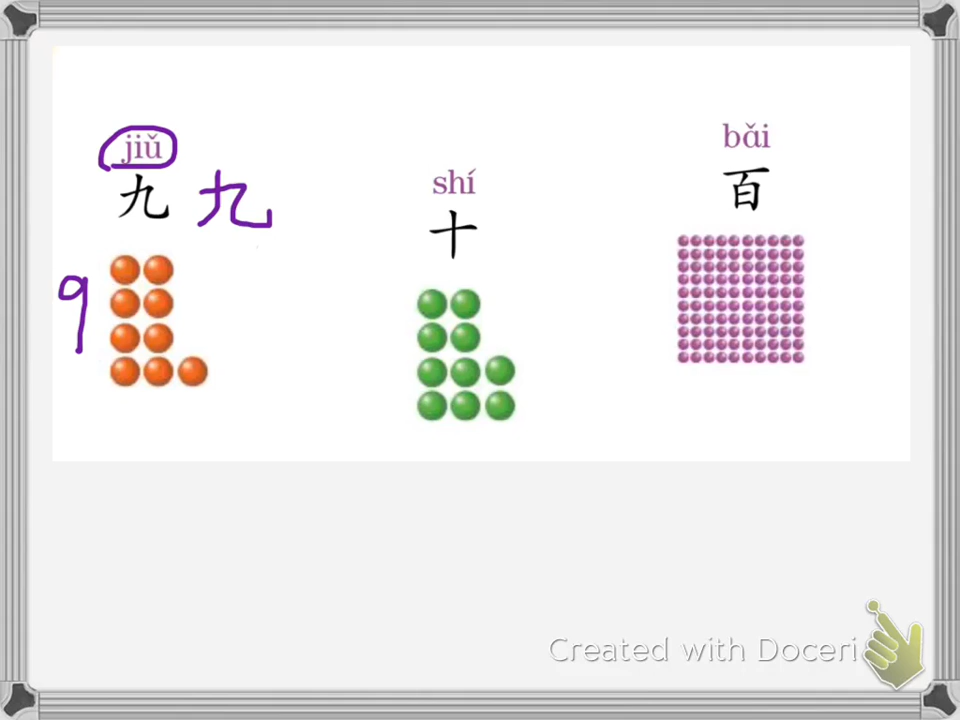 jiǔ
九 九
9
shí
十
bǎi
百
Created with Doceri